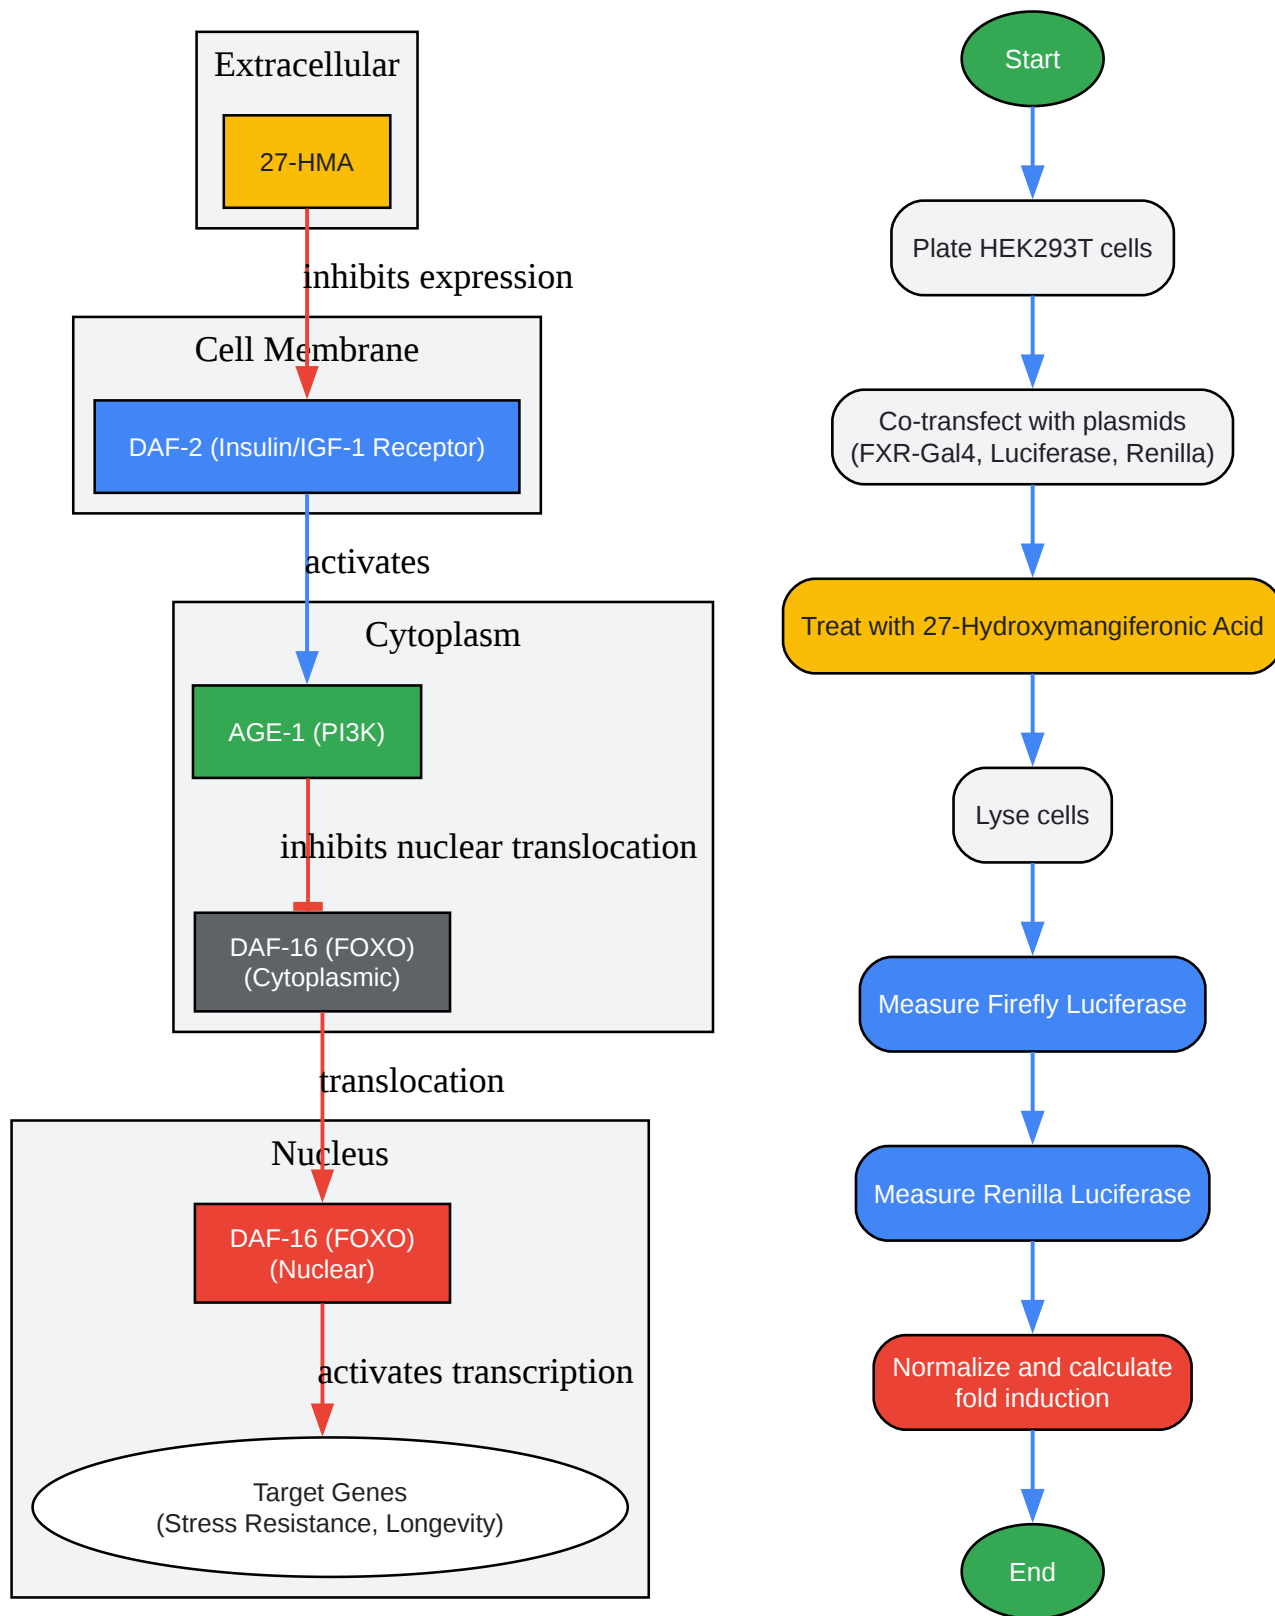 Extracellular
27-HMA
inhibits expression
Cell Membrane
DAF-2 (Insulin/IGF-1 Receptor)
activates
Cytoplasm
AGE-1 (PI3K)
inhibits nuclear translocation
DAF-16 (FOXO)
(Cytoplasmic)
translocation
Nucleus
DAF-16 (FOXO)
(Nuclear)
activates transcription
Target Genes
(Stress Resistance, Longevity)
Start
Plate HEK293T cells
Co-transfect with plasmids
(FXR-Gal4, Luciferase, Renilla)
Treat with 27-Hydroxymangiferonic Acid
Lyse cells
Measure Firefly Luciferase
Measure Renilla Luciferase
Normalize and calculate
fold induction
End